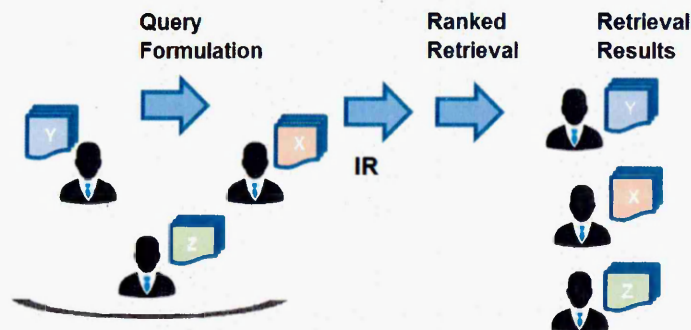 Query
Formulation
Ranked
Retrieval
Retrieval
Results
Y
X
IR
Z
Y
X
Z